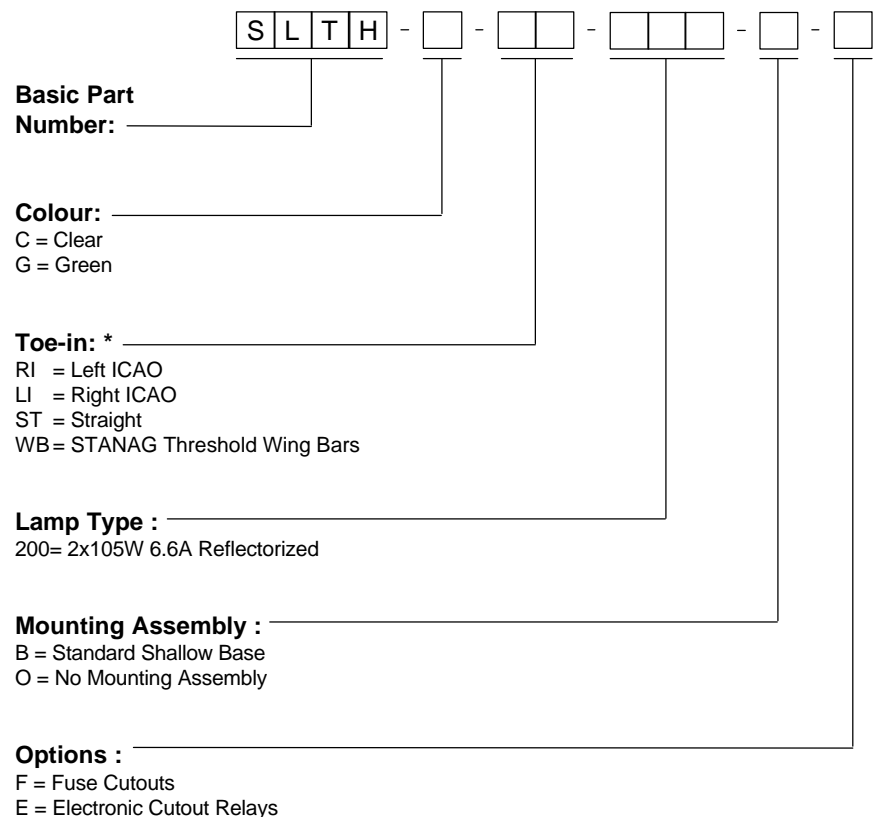 S L T H - - - - -
Basic Part
Number:
Colour:
C = Clear
G = Green
Toe-in: *
RI = Left ICAO
LI = Right ICAO
ST = Straight
WB = STANAG Threshold Wing Bars
Lamp Type :
200= 2x105W 6.6A Reflectorized
Mounting Assembly :
B = Standard Shallow Base
O = No Mounting Assembly
Options :
F = Fuse Cutouts
E = Electronic Cutout Relays